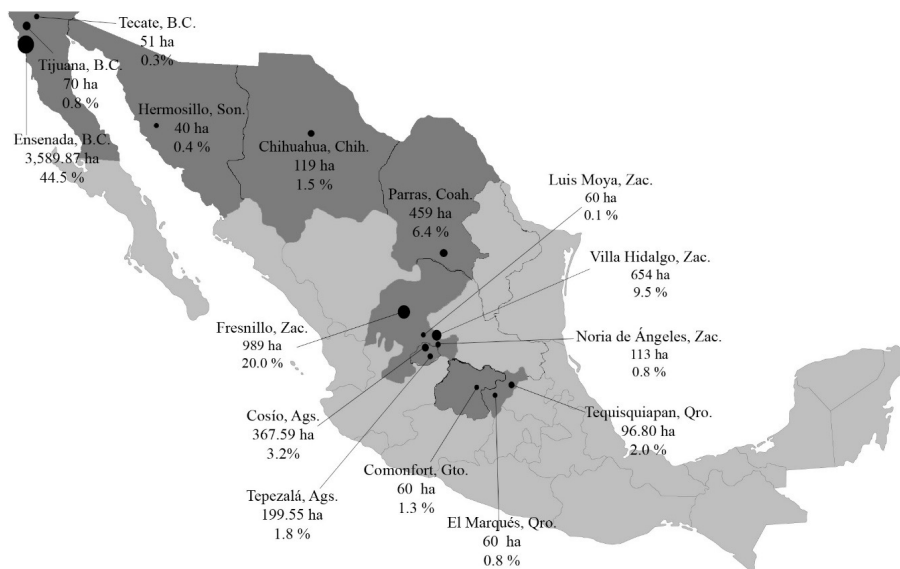 Tecate, B.C.
51 ha
0.3%
Tijuana, B.C.
70 ha
0.8 %
Ensenada, B.C.
3,589.87 ha
44.5 %
Hermosillo, Son.
40 ha
0.4 %
Chihuahua, Chih.
119 ha
1.5 %
Parras, Coah.
459 ha
6.4 %
Luis Moya, Zac.
60 ha
0.1 %
Villa Hidalgo, Zac.
654 ha
9.5 %
Fresnillo, Zac.
989 ha
20.0 %
Noria de Ángeles, Zac.
113 ha
0.8 %
Cosío, Ags.
367.59 ha
3.2%
Tequisquiapan, Qro.
96.80 ha
2.0 %
Tepezalá, Ags.
199.55 ha
1.8 %
Comonfort, Gto.
60 ha
1.3 %
El Marqués, Qro.
60 ha
0.8 %